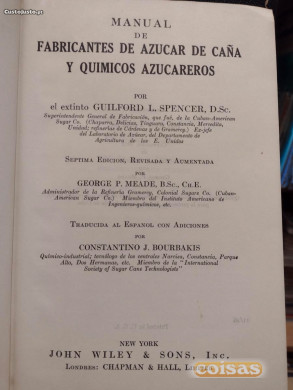 custojusto.pt
MANUAL
DE
FABRICANTES DE AZUCAR DE CAÑA
Y QUIMICOS AZUCAREROS
POR
el extinto GUILFORD L. SPENCER, D.Sc.
Superintendente General de Fabricación, que fué, de la Cuban-American
Sugar Co. (Chaparra, Delicias, Tinguaro, Constancia, Mercedita,
Unidad; refinerías de Cárdenas y de Gramercy). Ex-jefe
del Laboratorio de Azúcar, del Departamento de
Agricultura de los E. Unidos
SEPTIMA EDICION, REVISADA Y AUMENTADA
POR
GEORGE P. MEADE, B.Sc., Ch.E.
Administrador de la Refinería Gramercy, Colonial Sugars Co. (Cuban-
American Sugar Co.) Miembro del Instituto Americano de
Ingenieros-químicos, etc.
TRADUCIDA AL ESPAÑOL CON ADICIONES
POR
CONSTANTINO J. BOURBAKIS
Químico-industrial; tecnólogo de los centrales Narcisa, Constancia, Parque
Alto, Dos Hermanas, etc. Miembro de la "International
Society of Sugar Cane Technologists"
NEW YORK
JOHN WILEY & SONS, INC.
LONDRES: CHAPMAN & HALL, LIMITED
coisas